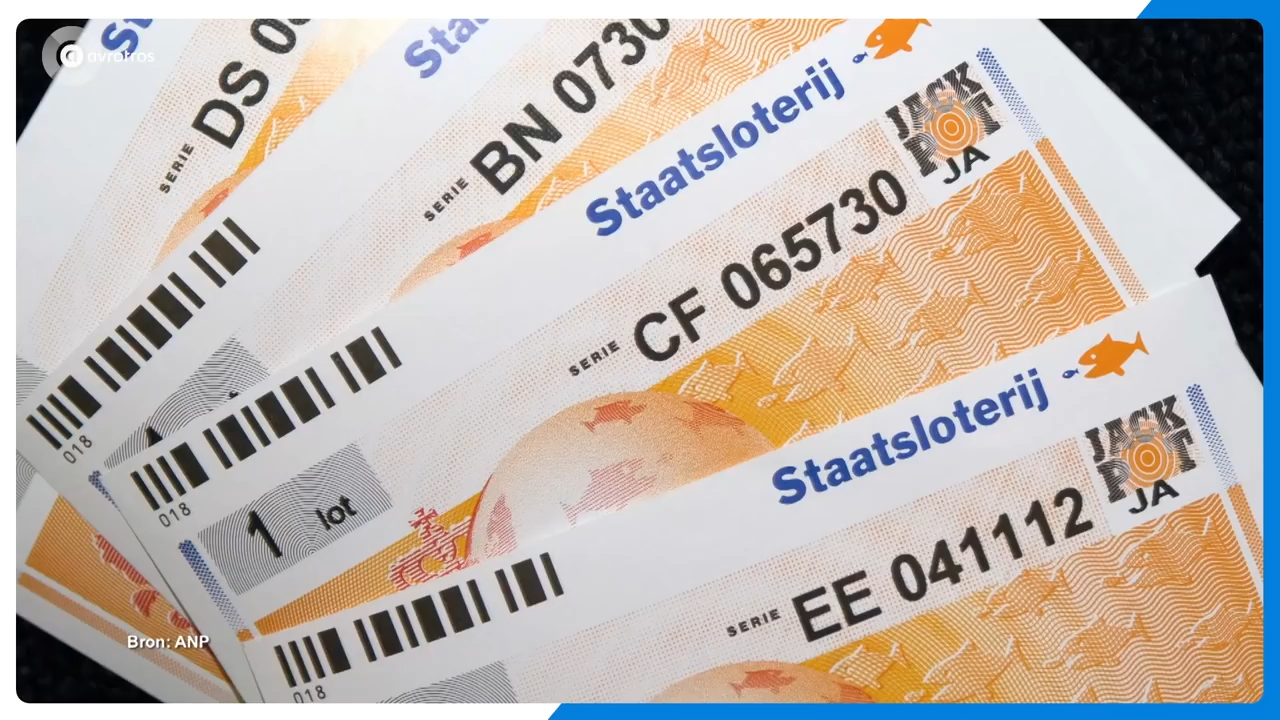 avrotros
SERIE DS
SERIE BN 0730
Staatsloterij
JACK
POT
JA
SERIE CF 065730
018
018
1 lot
Staatsloterij
JACK
POT
JA
SERIE EE 041112
018
Bron: ANP